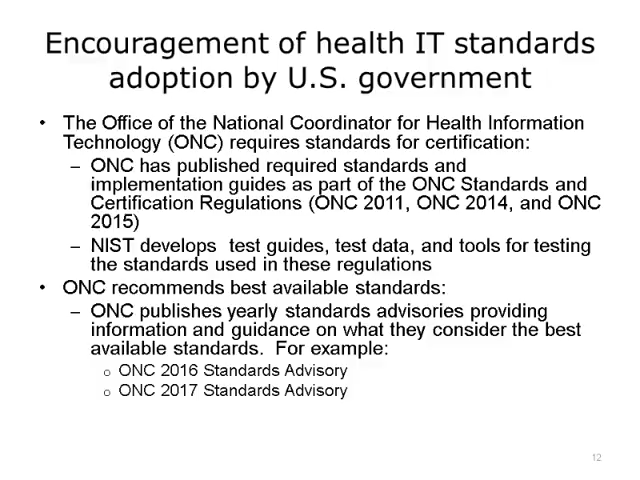 Encouragement of health IT standards
adoption by U.S. government
• The Office of the National Coordinator for Health Information
Technology (ONC) requires standards for certification:
– ONC has published required standards and
implementation guides as part of the ONC Standards and
Certification Regulations (ONC 2011, ONC 2014, and ONC
2015)
– NIST develops  test guides, test data, and tools for testing
the standards used in these regulations
• ONC recommends best available standards:
– ONC publishes yearly standards advisories providing
information and guidance on what they consider the best
available standards.  For example:
o ONC 2016 Standards Advisory
o ONC 2017 Standards Advisory
12